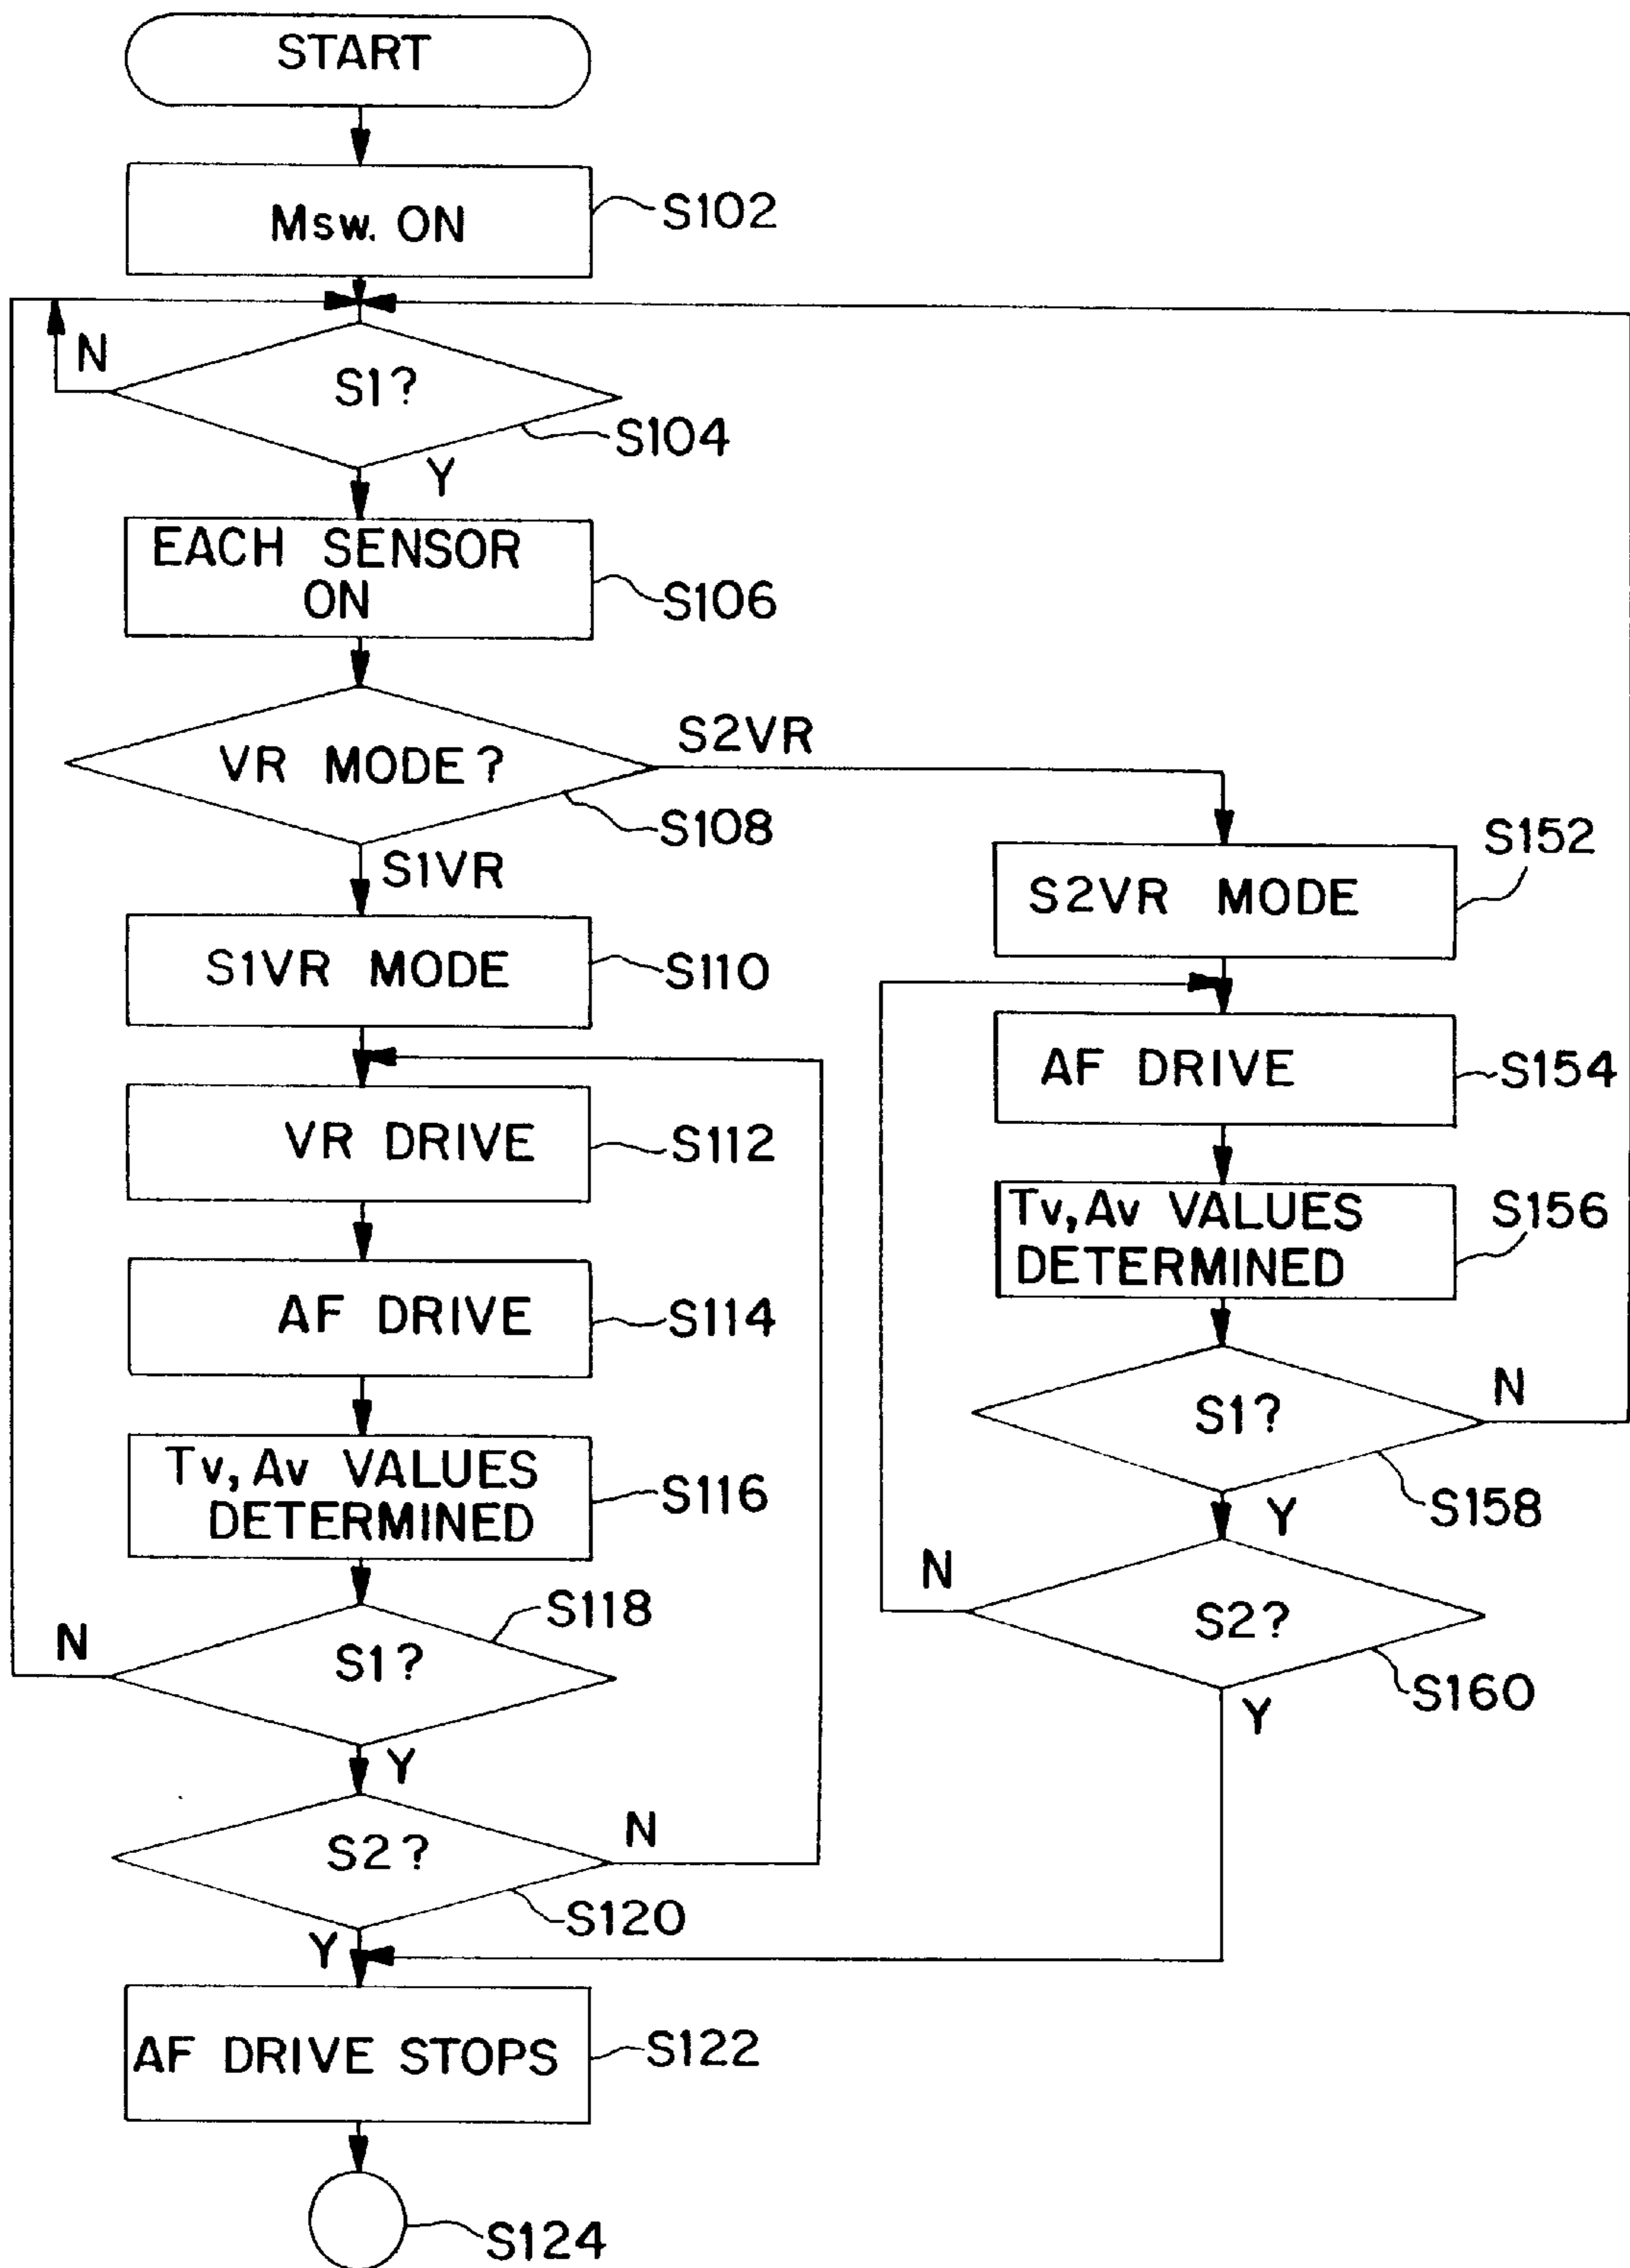 START
Msw. ON
S102
N
S1?
S104
Y
EACH SENSOR
ON
S106
VR MODE?
S2VR
S108
S1VR
S1VR MODE
S110
VR DRIVE
S112
AF DRIVE
S114
Tv, Av VALUES
DETERMINED
S116
S118
N
S1?
Y
S2?
N
S120
Y
S152
S2VR MODE
AF DRIVE
S154
Tv, Av VALUES
DETERMINED
S156
S1?
N
S158
Y
N
S2?
S160
Y
AF DRIVE STOPS
S122
S124